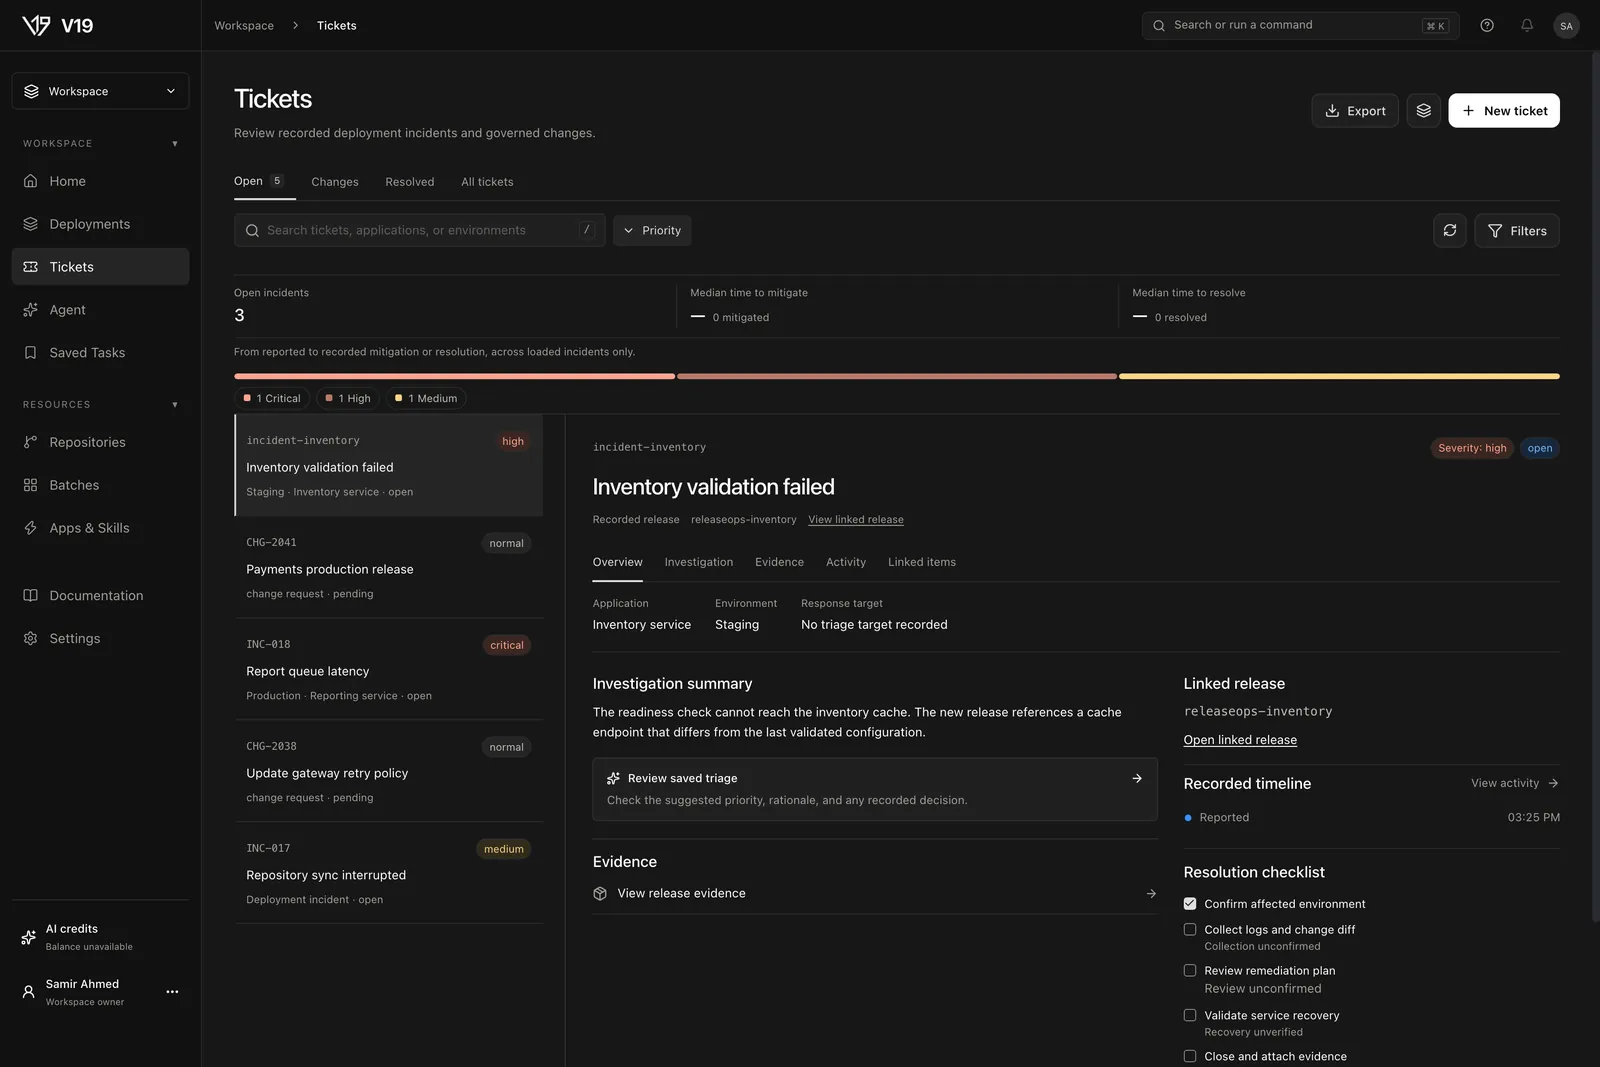 V19
Workspace > Tickets
Search or run a command
⌘ K
SA
Workspace
WORKSPACE
Home
Deployments
Tickets
Agent
Saved Tasks
RESOURCES
Repositories
Batches
Apps & Skills
Documentation
Settings
AI credits
Balance unavailable
Samir Ahmed
Workspace owner
Tickets
Review recorded deployment incidents and governed changes.
Export
New ticket
Open 5
Changes
Resolved
All tickets
Search tickets, applications, or environments /
Priority
Filters
Open incidents
3
Median time to mitigate
— 0 mitigated
Median time to resolve
— 0 resolved
From reported to recorded mitigation or resolution, across loaded incidents only.
1 Critical
1 High
1 Medium
incident-inventory
high
Inventory validation failed
Staging · Inventory service · open
CHG-2041
normal
Payments production release
change request · pending
INC-018
critical
Report queue latency
Production · Reporting service · open
CHG-2038
normal
Update gateway retry policy
change request · pending
INC-017
medium
Repository sync interrupted
Deployment incident · open
incident-inventory
Severity: high
open
Inventory validation failed
Recorded release releaseops-inventory View linked release
Overview
Investigation
Evidence
Activity
Linked items
Application
Inventory service
Environment
Staging
Response target
No triage target recorded
Investigation summary
The readiness check cannot reach the inventory cache. The new release references a cache
endpoint that differs from the last validated configuration.
Review saved triage
Check the suggested priority, rationale, and any recorded decision.
Evidence
View release evidence
Linked release
releaseops-inventory
Open linked release
Recorded timeline
View activity
Reported
03:25 PM
Resolution checklist
Confirm affected environment
Collect logs and change diff
Collection unconfirmed
Review remediation plan
Review unconfirmed
Validate service recovery
Recovery unverified
Close and attach evidence